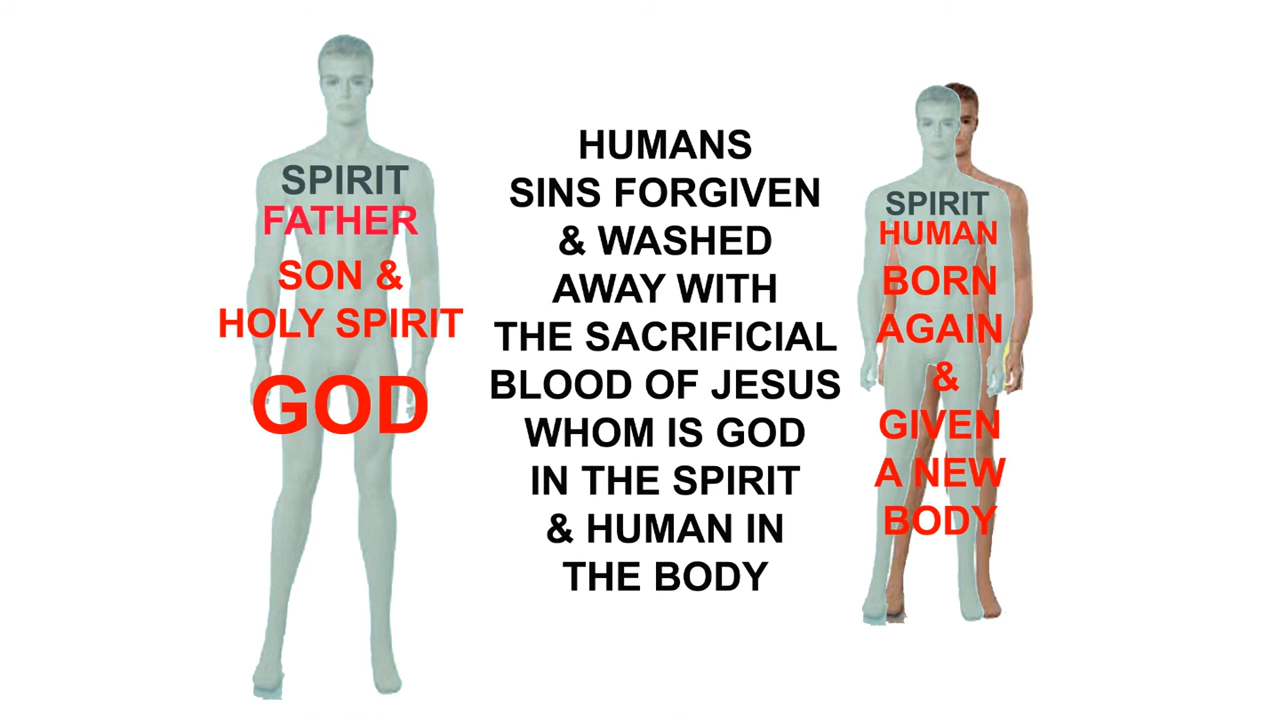 SPIRIT
FATHER
SON &
HOLY SPIRIT
GOD
HUMANS
SINS FORGIVEN
& WASHED
AWAY WITH
THE SACRIFICIAL
BLOOD OF JESUS
WHOM IS GOD
IN THE SPIRIT
& HUMAN IN
THE BODY
SPIRIT
HUMAN
BORN
AGAIN
&
GIVEN
A NEW
BODY